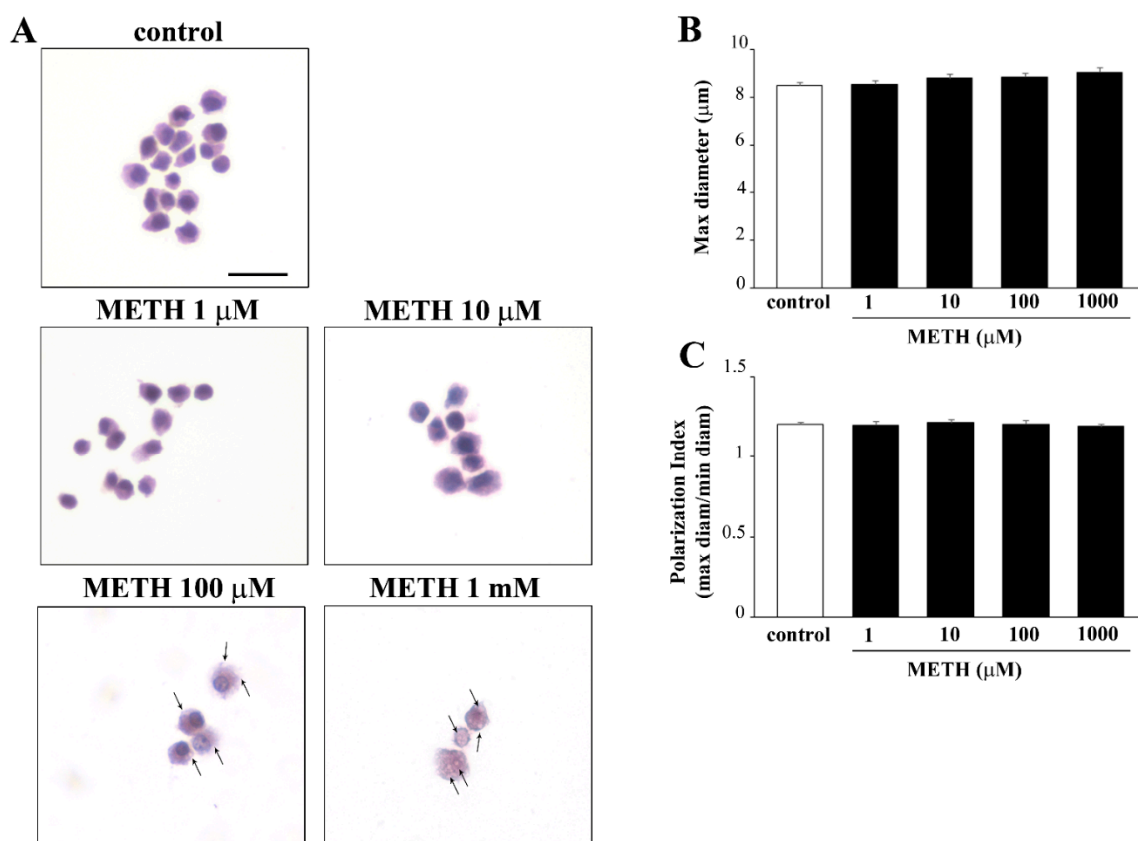 A
control
METH 1 μM
METH 10 μM
METH 100 μM
METH 1 mM
B
Max diameter (μm)
10
8
6
4
2
0
control
1
10
100
1000
METH (μM)
C
Polarization Index
(max diam/min diam)
1.5
1
0.5
0
control
1
10
100
1000
METH (μM)